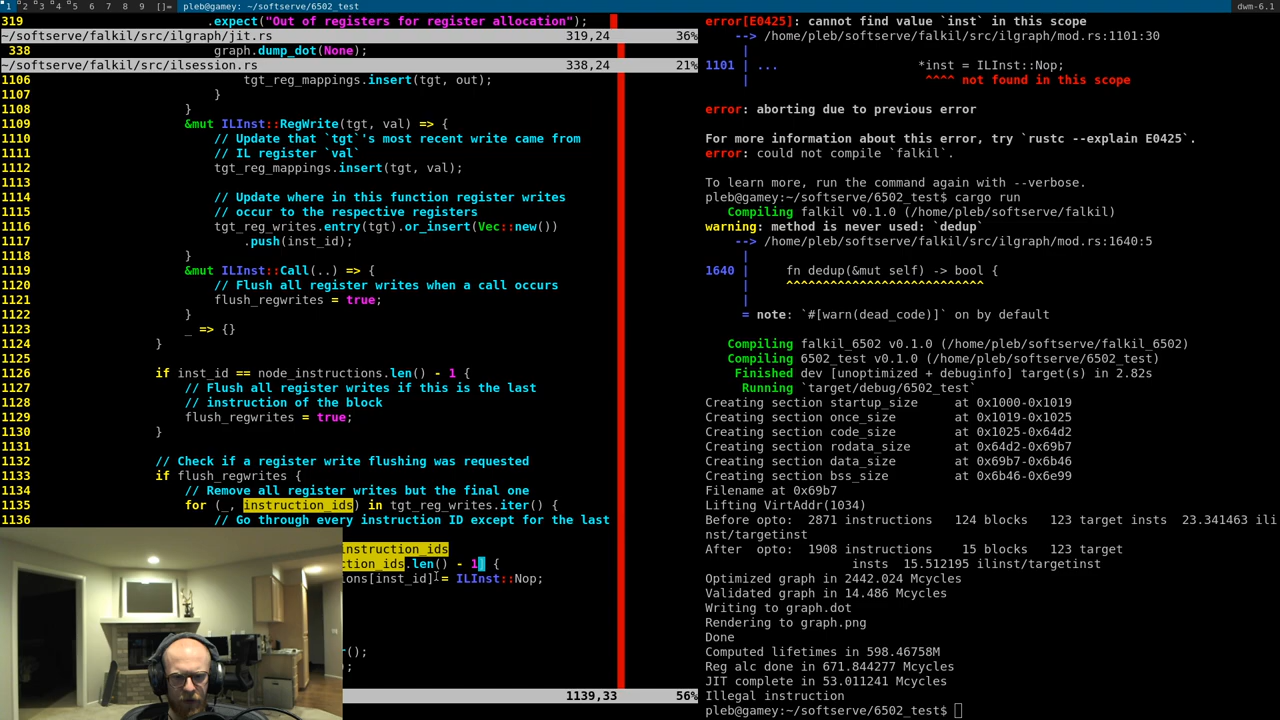 1 2 3 4 5 6 7 8 9 []= pleb@gamey: ~/softserve/6502_test dwm-6.1
319 .expect("Out of registers for register allocation");
~/softserve/falkil/src/ilgraph/jit.rs 319,24 36%
338 graph.dump_dot(None);
~/softserve/falkil/src/ilsession.rs 338,24 21%
1106 tgt_reg_mappings.insert(tgt, out);
1107 }
1108 }
1109 &mut ILInst::RegWrite(tgt, val) => {
1110 // Update that `tgt`'s most recent write came from
1111 // IL register `val`
1112 tgt_reg_mappings.insert(tgt, val);
1113
1114 // Update where in this function register writes
1115 // occur to the respective registers
1116 tgt_reg_writes.entry(tgt).or_insert(Vec::new())
1117 .push(inst_id);
1118 }
1119 &mut ILInst::Call(..) => {
1120 // Flush all register writes when a call occurs
1121 flush_regwrites = true;
1122 }
1123 _ => {}
1124 }
1125
1126 if inst_id == node_instructions.len() - 1 {
1127 // Flush all register writes if this is the last
1128 // instruction of the block
1129 flush_regwrites = true;
1130 }
1131
1132 // Check if a register write flushing was requested
1133 if flush_regwrites {
1134 // Remove all register writes but the final one
1135 for (_, instruction_ids) in tgt_reg_writes.iter() {
1136 // Go through every instruction ID except for the last
instruction_ids
ction_ids.len() - 1] {
ions[inst_id] = ILInst::Nop;
r();
;
1139,33 56%
error[E0425]: cannot find value `inst` in this scope
--> /home/pleb/softserve/falkil/src/ilgraph/mod.rs:1101:30
|
1101 | ... *inst = ILInst::Nop;
| ^^^^ not found in this scope
error: aborting due to previous error
For more information about this error, try `rustc --explain E0425`.
error: could not compile `falkil`.
To learn more, run the command again with --verbose.
pleb@gamey:~/softserve/6502_test$ cargo run
Compiling falkil v0.1.0 (/home/pleb/softserve/falkil)
warning: method is never used: `dedup`
--> /home/pleb/softserve/falkil/src/ilgraph/mod.rs:1640:5
|
1640 | fn dedup(&mut self) -> bool {
| ^^^^^^^^^^^^^^^^^^^^^^^^^^^
|
= note: `#[warn(dead_code)]` on by default
Compiling falkil_6502 v0.1.0 (/home/pleb/softserve/falkil_6502)
Compiling 6502_test v0.1.0 (/home/pleb/softserve/6502_test)
Finished dev [unoptimized + debuginfo] target(s) in 2.82s
Running `target/debug/6502_test`
Creating section startup_size at 0x1000-0x1019
Creating section once_size at 0x1019-0x1025
Creating section code_size at 0x1025-0x64d2
Creating section rodata_size at 0x64d2-0x69b7
Creating section data_size at 0x69b7-0x6b46
Creating section bss_size at 0x6b46-0x6e99
Filename at 0x69b7
Lifting VirtAddr(1034)
Before opto: 2871 instructions 124 blocks 123 target insts 23.341463 ili
nst/targetinst
After opto: 1908 instructions 15 blocks 123 target
insts 15.512195 ilinst/targetinst
Optimized graph in 2442.024 Mcycles
Validated graph in 14.486 Mcycles
Writing to graph.dot
Rendering to graph.png
Done
Computed lifetimes in 598.46758M
Reg alc done in 671.844277 Mcycles
JIT complete in 53.011241 Mcycles
Illegal instruction
pleb@gamey:~/softserve/6502_test$